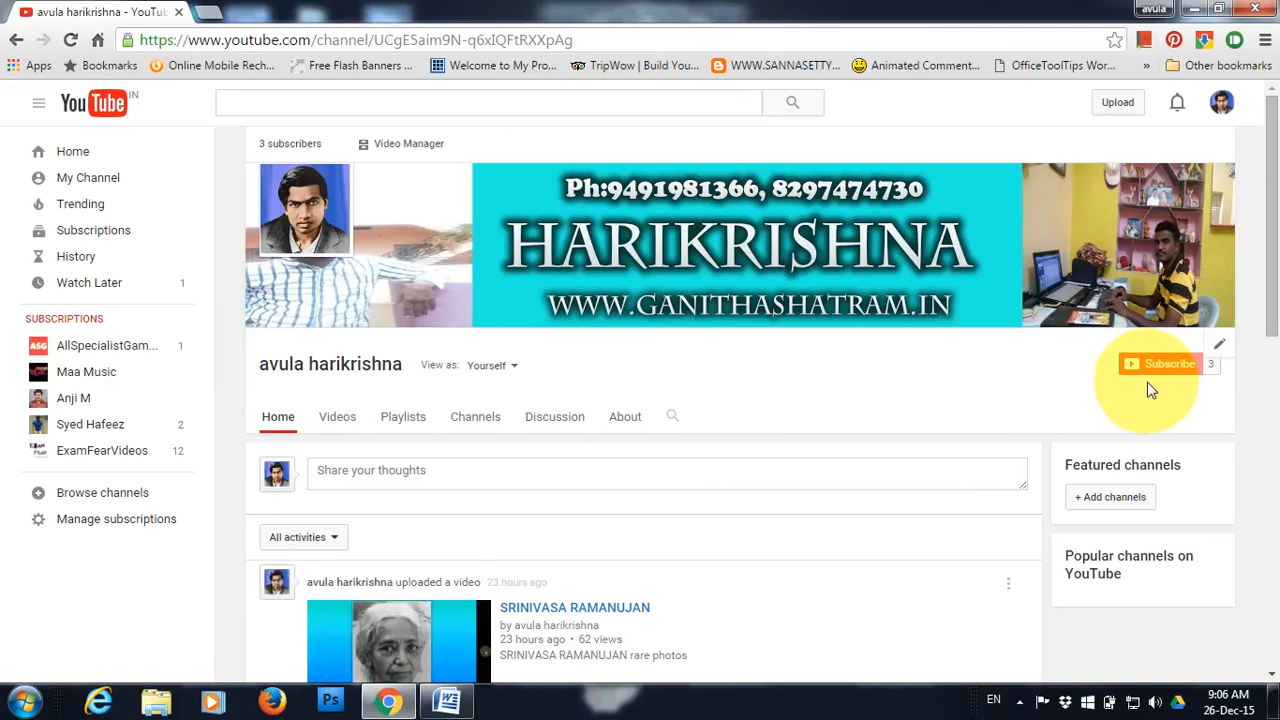 avula harikrishna - YouTub
avula
https://www.youtube.com/channel/UCgE5aim9N-q6xIQFtRXXpAg
Apps Bookmarks Online Mobile Rech... Free Flash Banners ... Welcome to My Pro... TripWow | Build You... WWW.SANNASETTY... Animated Comment... OfficeToolTips Wor... » Other bookmarks
YouTube IN
Upload
Home
My Channel
Trending
Subscriptions
History
Watch Later 1
SUBSCRIPTIONS
AllSpecialistGam... 1
Maa Music
Anji M
Syed Hafeez 2
ExamFearVideos 12
Browse channels
Manage subscriptions
3 subscribers Video Manager
Ph:9491981366, 8297474730
HARIKRISHNA
WWW.GANITHASHATRAM.IN
avula harikrishna View as: Yourself
Subscribe 3
Home Videos Playlists Channels Discussion About
Share your thoughts
All activities
avula harikrishna uploaded a video 23 hours ago
SRINIVASA RAMANUJAN
by avula harikrishna
23 hours ago • 62 views
SRINIVASA RAMANUJAN rare photos
Featured channels
+ Add channels
Popular channels on
YouTube
Ps
EN
9:06 AM
26-Dec-15